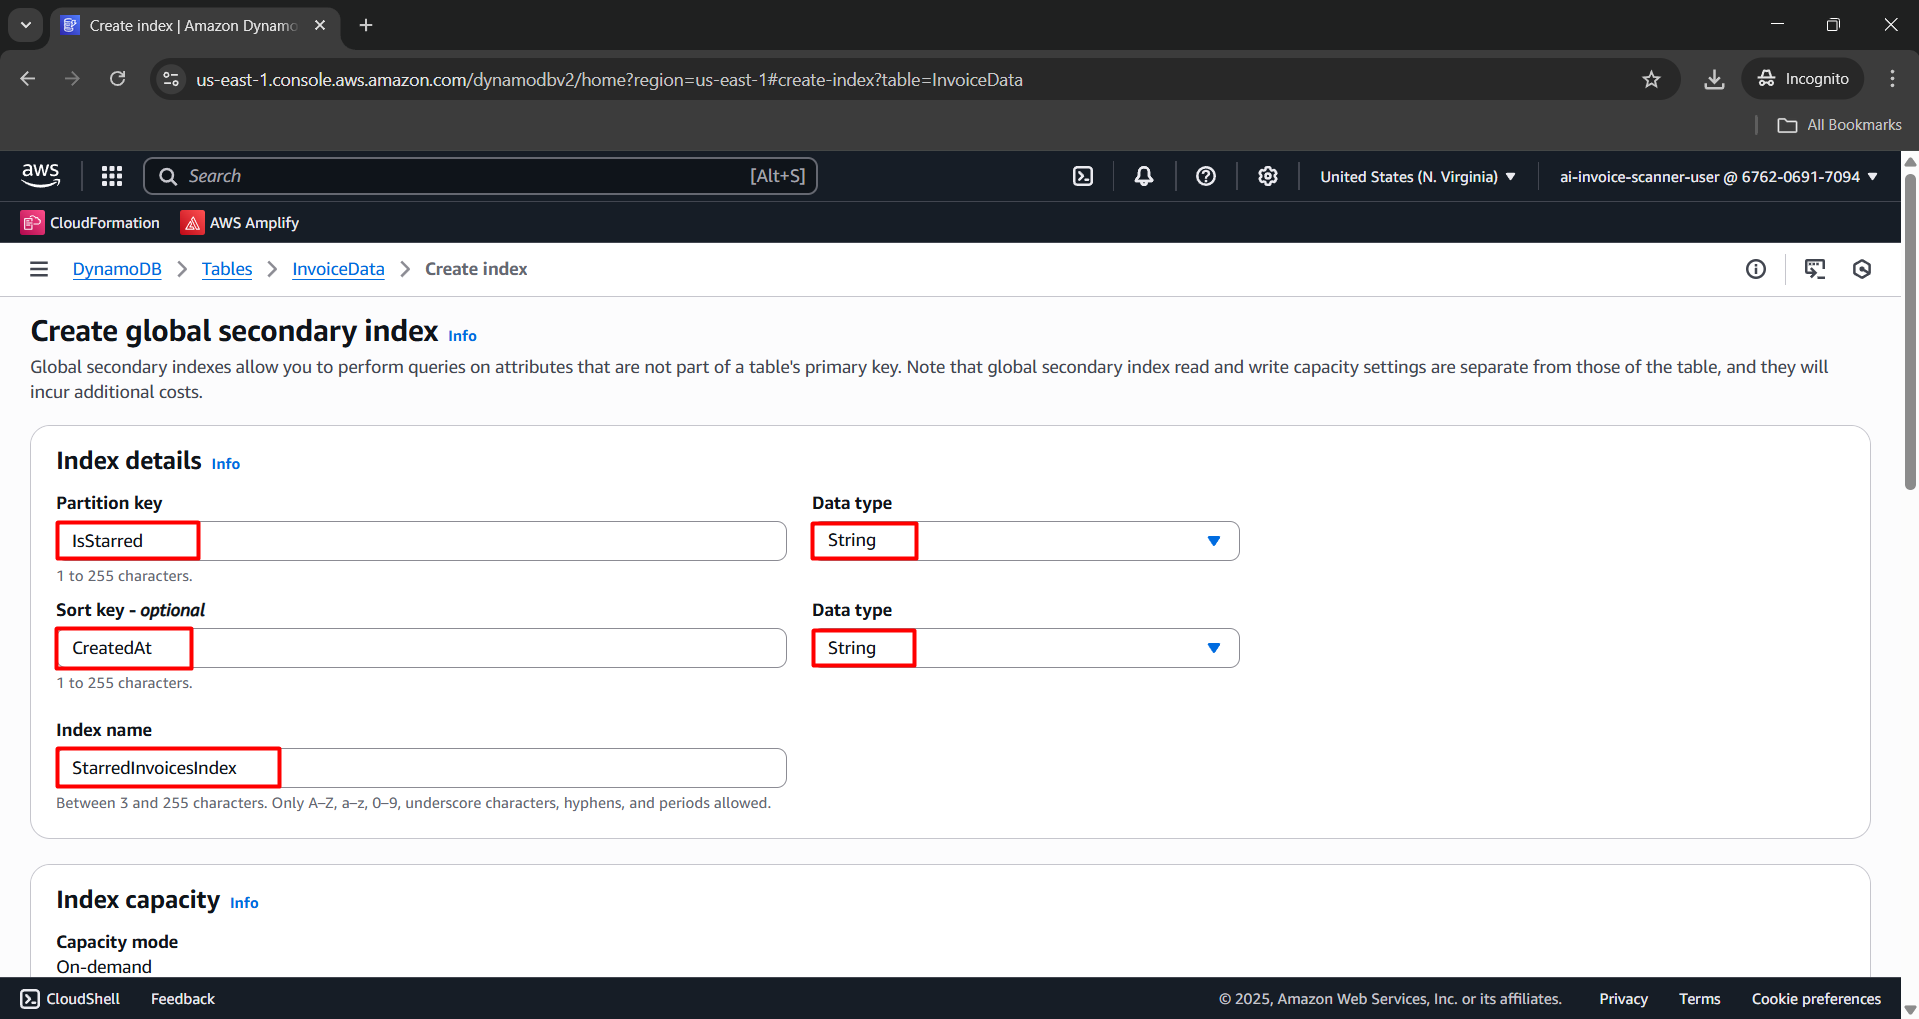 Create index | Amazon Dynamo
us-east-1.console.aws.amazon.com/dynamodbv2/home?region=us-east-1#create-index?table=InvoiceData
Incognito
All Bookmarks
aws
Search
[Alt+S]
United States (N. Virginia)
ai-invoice-scanner-user @ 6762-0691-7094
CloudFormation
AWS Amplify
DynamoDB
Tables
InvoiceData
Create index
Create global secondary index Info
Global secondary indexes allow you to perform queries on attributes that are not part of a table's primary key. Note that global secondary index read and write capacity settings are separate from those of the table, and they will
incur additional costs.
Index details Info
Partition key
Data type
IsStarred
String
1 to 255 characters.
Sort key - optional
Data type
CreatedAt
String
1 to 255 characters.
Index name
StarredInvoicesIndex
Between 3 and 255 characters. Only A–Z, a–z, 0–9, underscore characters, hyphens, and periods allowed.
Index capacity Info
Capacity mode
On-demand
CloudShell
Feedback
© 2025, Amazon Web Services, Inc. or its affiliates.
Privacy
Terms
Cookie preferences